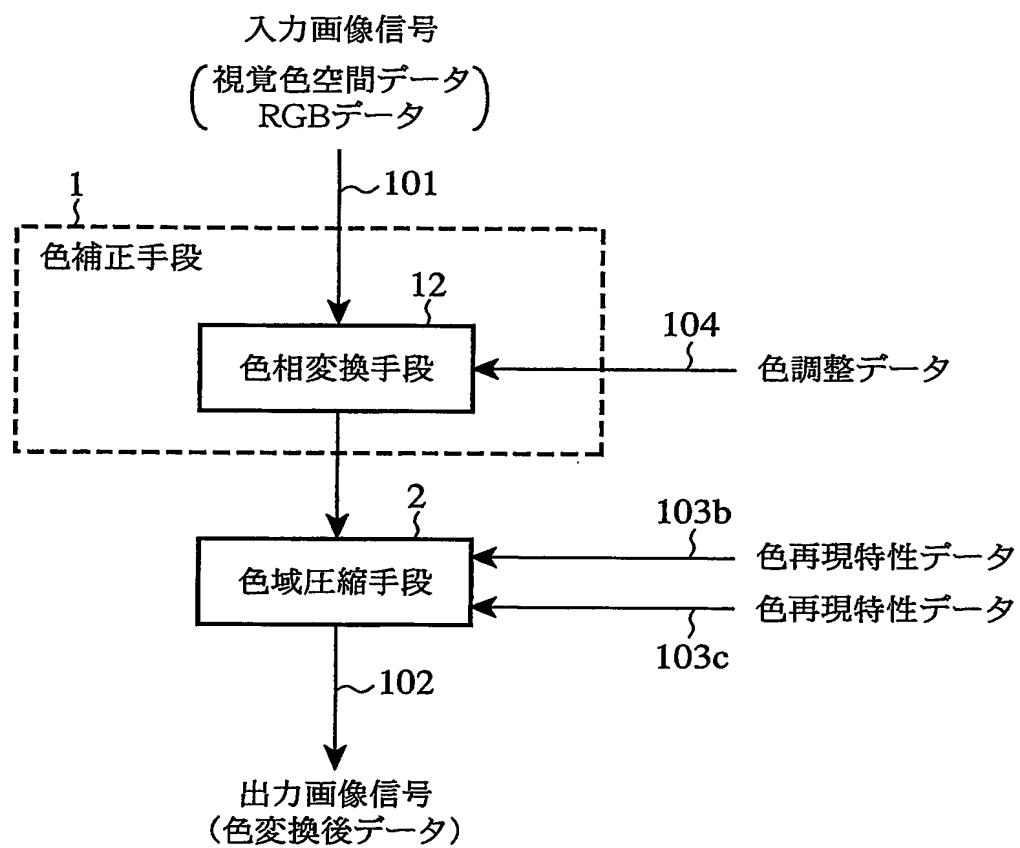 入力画像信号
(視覚色空間データ
RGBデータ)
101
1
色補正手段
12
色相変換手段
104
色調整データ
2
色域圧縮手段
103b
色再現特性データ
色再現特性データ
103c
102
出力画像信号
(色変換後データ)